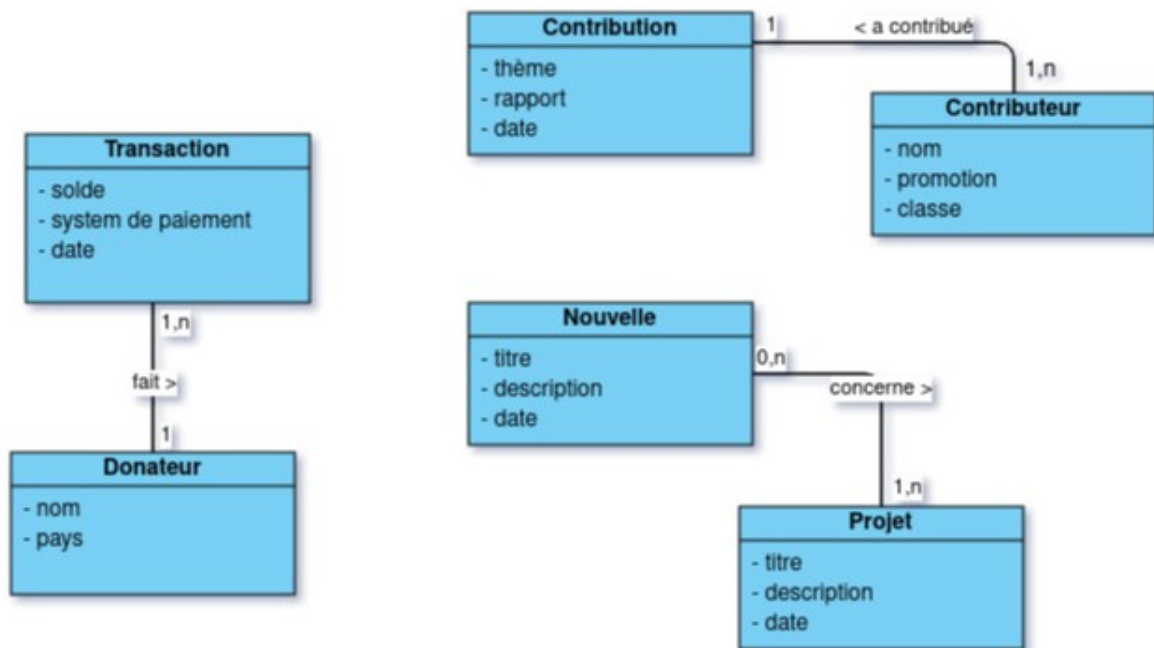 Contribution
- thème
- rapport
- date
1
< a contribué
1,n
Contributeur
- nom
- promotion
- classe
Transaction
- solde
- system de paiement
- date
1,n
fait >
1
Donateur
- nom
- pays
Nouvelle
- titre
- description
- date
0,n
concerne >
1,n
Projet
- titre
- description
- date